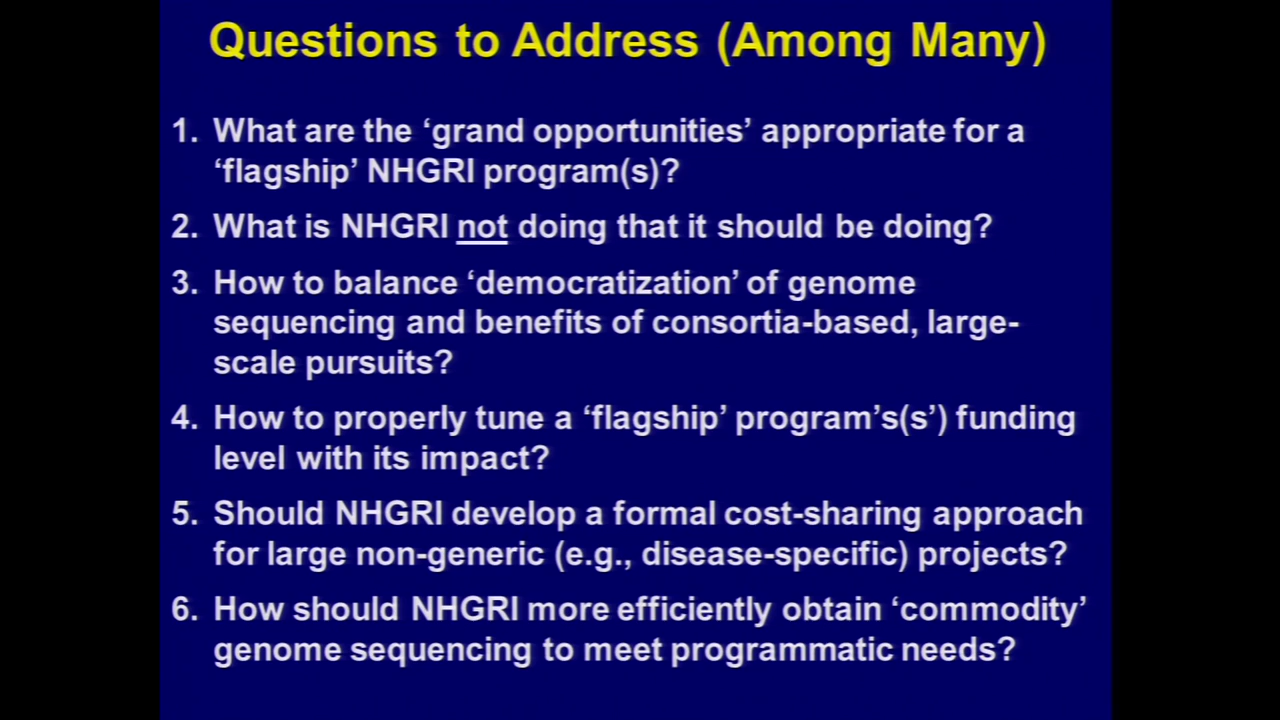 Questions to Address (Among Many)
1. What are the ‘grand opportunities’ appropriate for a
‘flagship’ NHGRI program(s)?
2. What is NHGRI not doing that it should be doing?
3. How to balance ‘democratization’ of genome
sequencing and benefits of consortia-based, large-
scale pursuits?
4. How to properly tune a ‘flagship’ program’s(s’) funding
level with its impact?
5. Should NHGRI develop a formal cost-sharing approach
for large non-generic (e.g., disease-specific) projects?
6. How should NHGRI more efficiently obtain ‘commodity’
genome sequencing to meet programmatic needs?